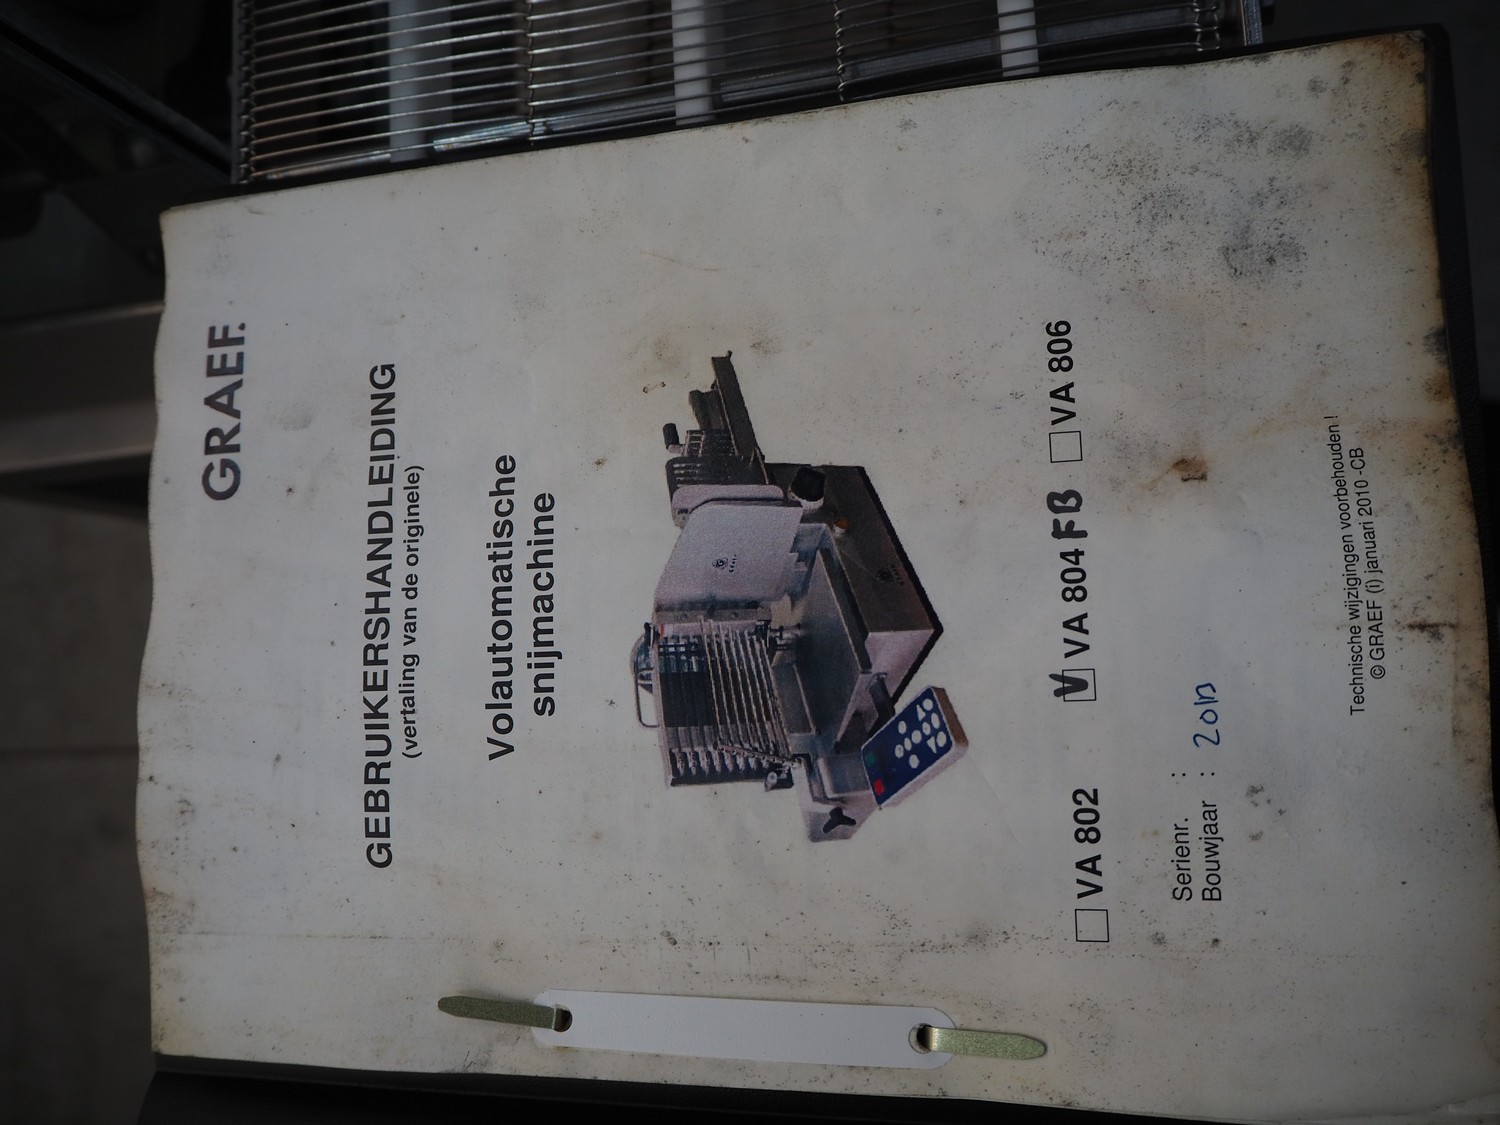 GRAEF.
GEBRUIKERSHANDLEIDING
(vertaling van de originele)
Volautomatische
snijmachine
VA 802 V VA 804 FB VA 806
Serienr. :
Bouwjaar : 2010
Technische wijzigingen voorbehouden !
© GRAEF (i) januari 2010 -CB